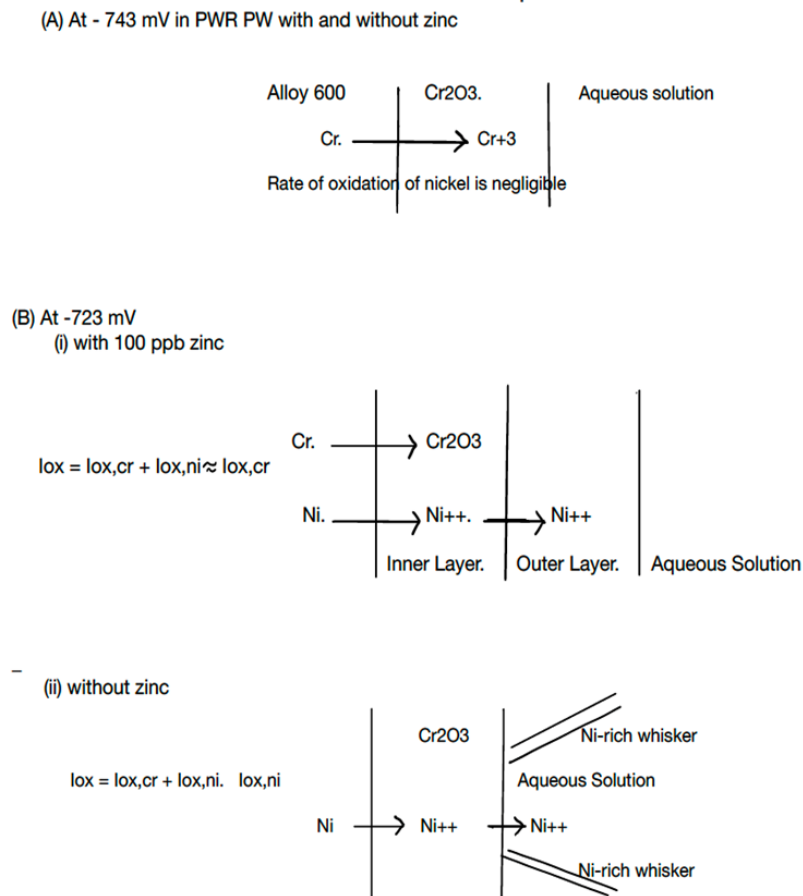 (A) At - 743 mV in PWR PW with and without zinc
Alloy 600 Cr2O3. Aqueous solution
Cr. Cr+3
Rate of oxidation of nickel is negligible
(B) At -723 mV
(i) with 100 ppb zinc
Cr. Cr2O3
Iox = Iox,cr + Iox,ni≈ Iox,cr
Ni. Ni++. Ni++
Inner Layer. Outer Layer. Aqueous Solution
(ii) without zinc
Cr2O3 Ni-rich whisker
Iox = Iox,cr + Iox,ni. Iox,ni Aqueous Solution
Ni Ni++ Ni++
Ni-rich whisker